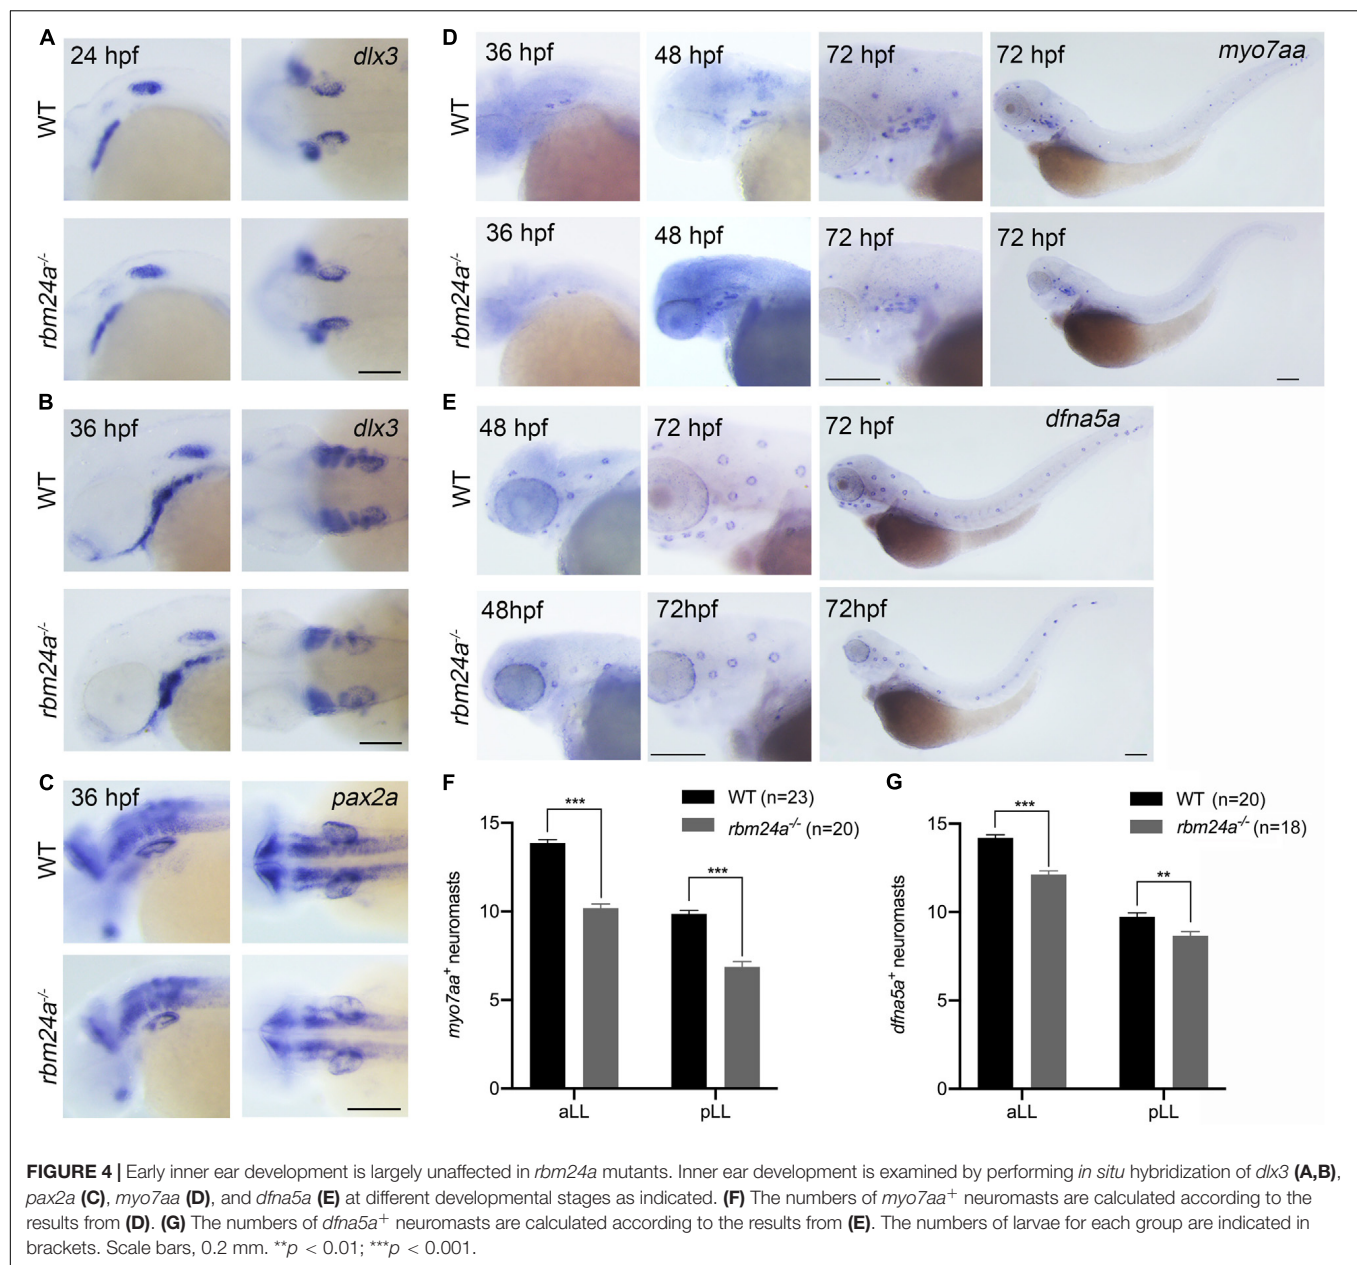 A
24 hpf
dlx3
WT
rbm24a-/-
B
36 hpf
dlx3
WT
rbm24a-/-
C
36 hpf
pax2a
WT
rbm24a-/-
D
36 hpf
48 hpf
72 hpf
72 hpf
myo7aa
WT
36 hpf
48 hpf
72 hpf
72 hpf
rbm24a-/-
E
48 hpf
72 hpf
72 hpf
dfna5a
WT
48hpf
72hpf
72hpf
rbm24a-/-
F
WT (n=23)
rbm24a-/- (n=20)
***
***
15
10
5
0
myo7aa+ neuromasts
aLL
pLL
G
WT (n=20)
rbm24a-/- (n=18)
***
**
15
10
5
0
dfna5a+ neuromasts
aLL
pLL
FIGURE 4 | Early inner ear development is largely unaffected in rbm24a mutants. Inner ear development is examined by performing in situ hybridization of dlx3 (A,B),
pax2a (C), myo7aa (D), and dfna5a (E) at different developmental stages as indicated. (F) The numbers of myo7aa+ neuromasts are calculated according to the
results from (D). (G) The numbers of dfna5a+ neuromasts are calculated according to the results from (E). The numbers of larvae for each group are indicated in
brackets. Scale bars, 0.2 mm. **p < 0.01; ***p < 0.001.